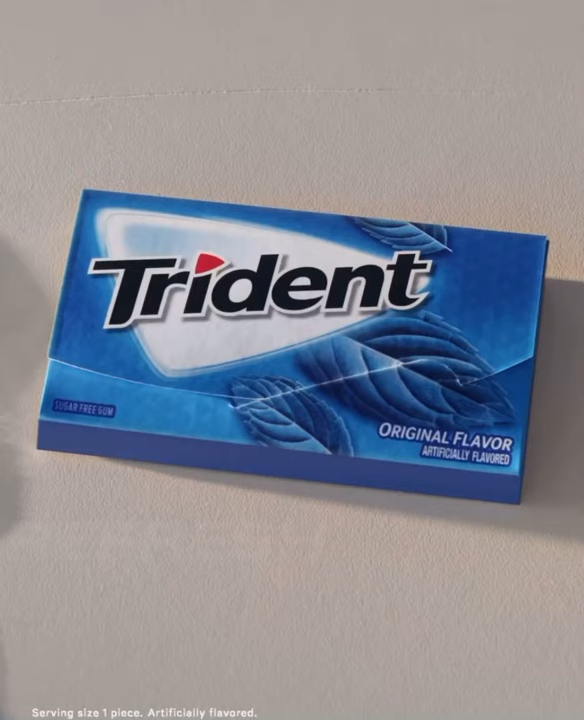 Trident
SUGAR FREE GUM
ORIGINAL FLAVOR
ARTIFICIALLY FLAVORED
Serving size 1 piece. Artificially flavored.